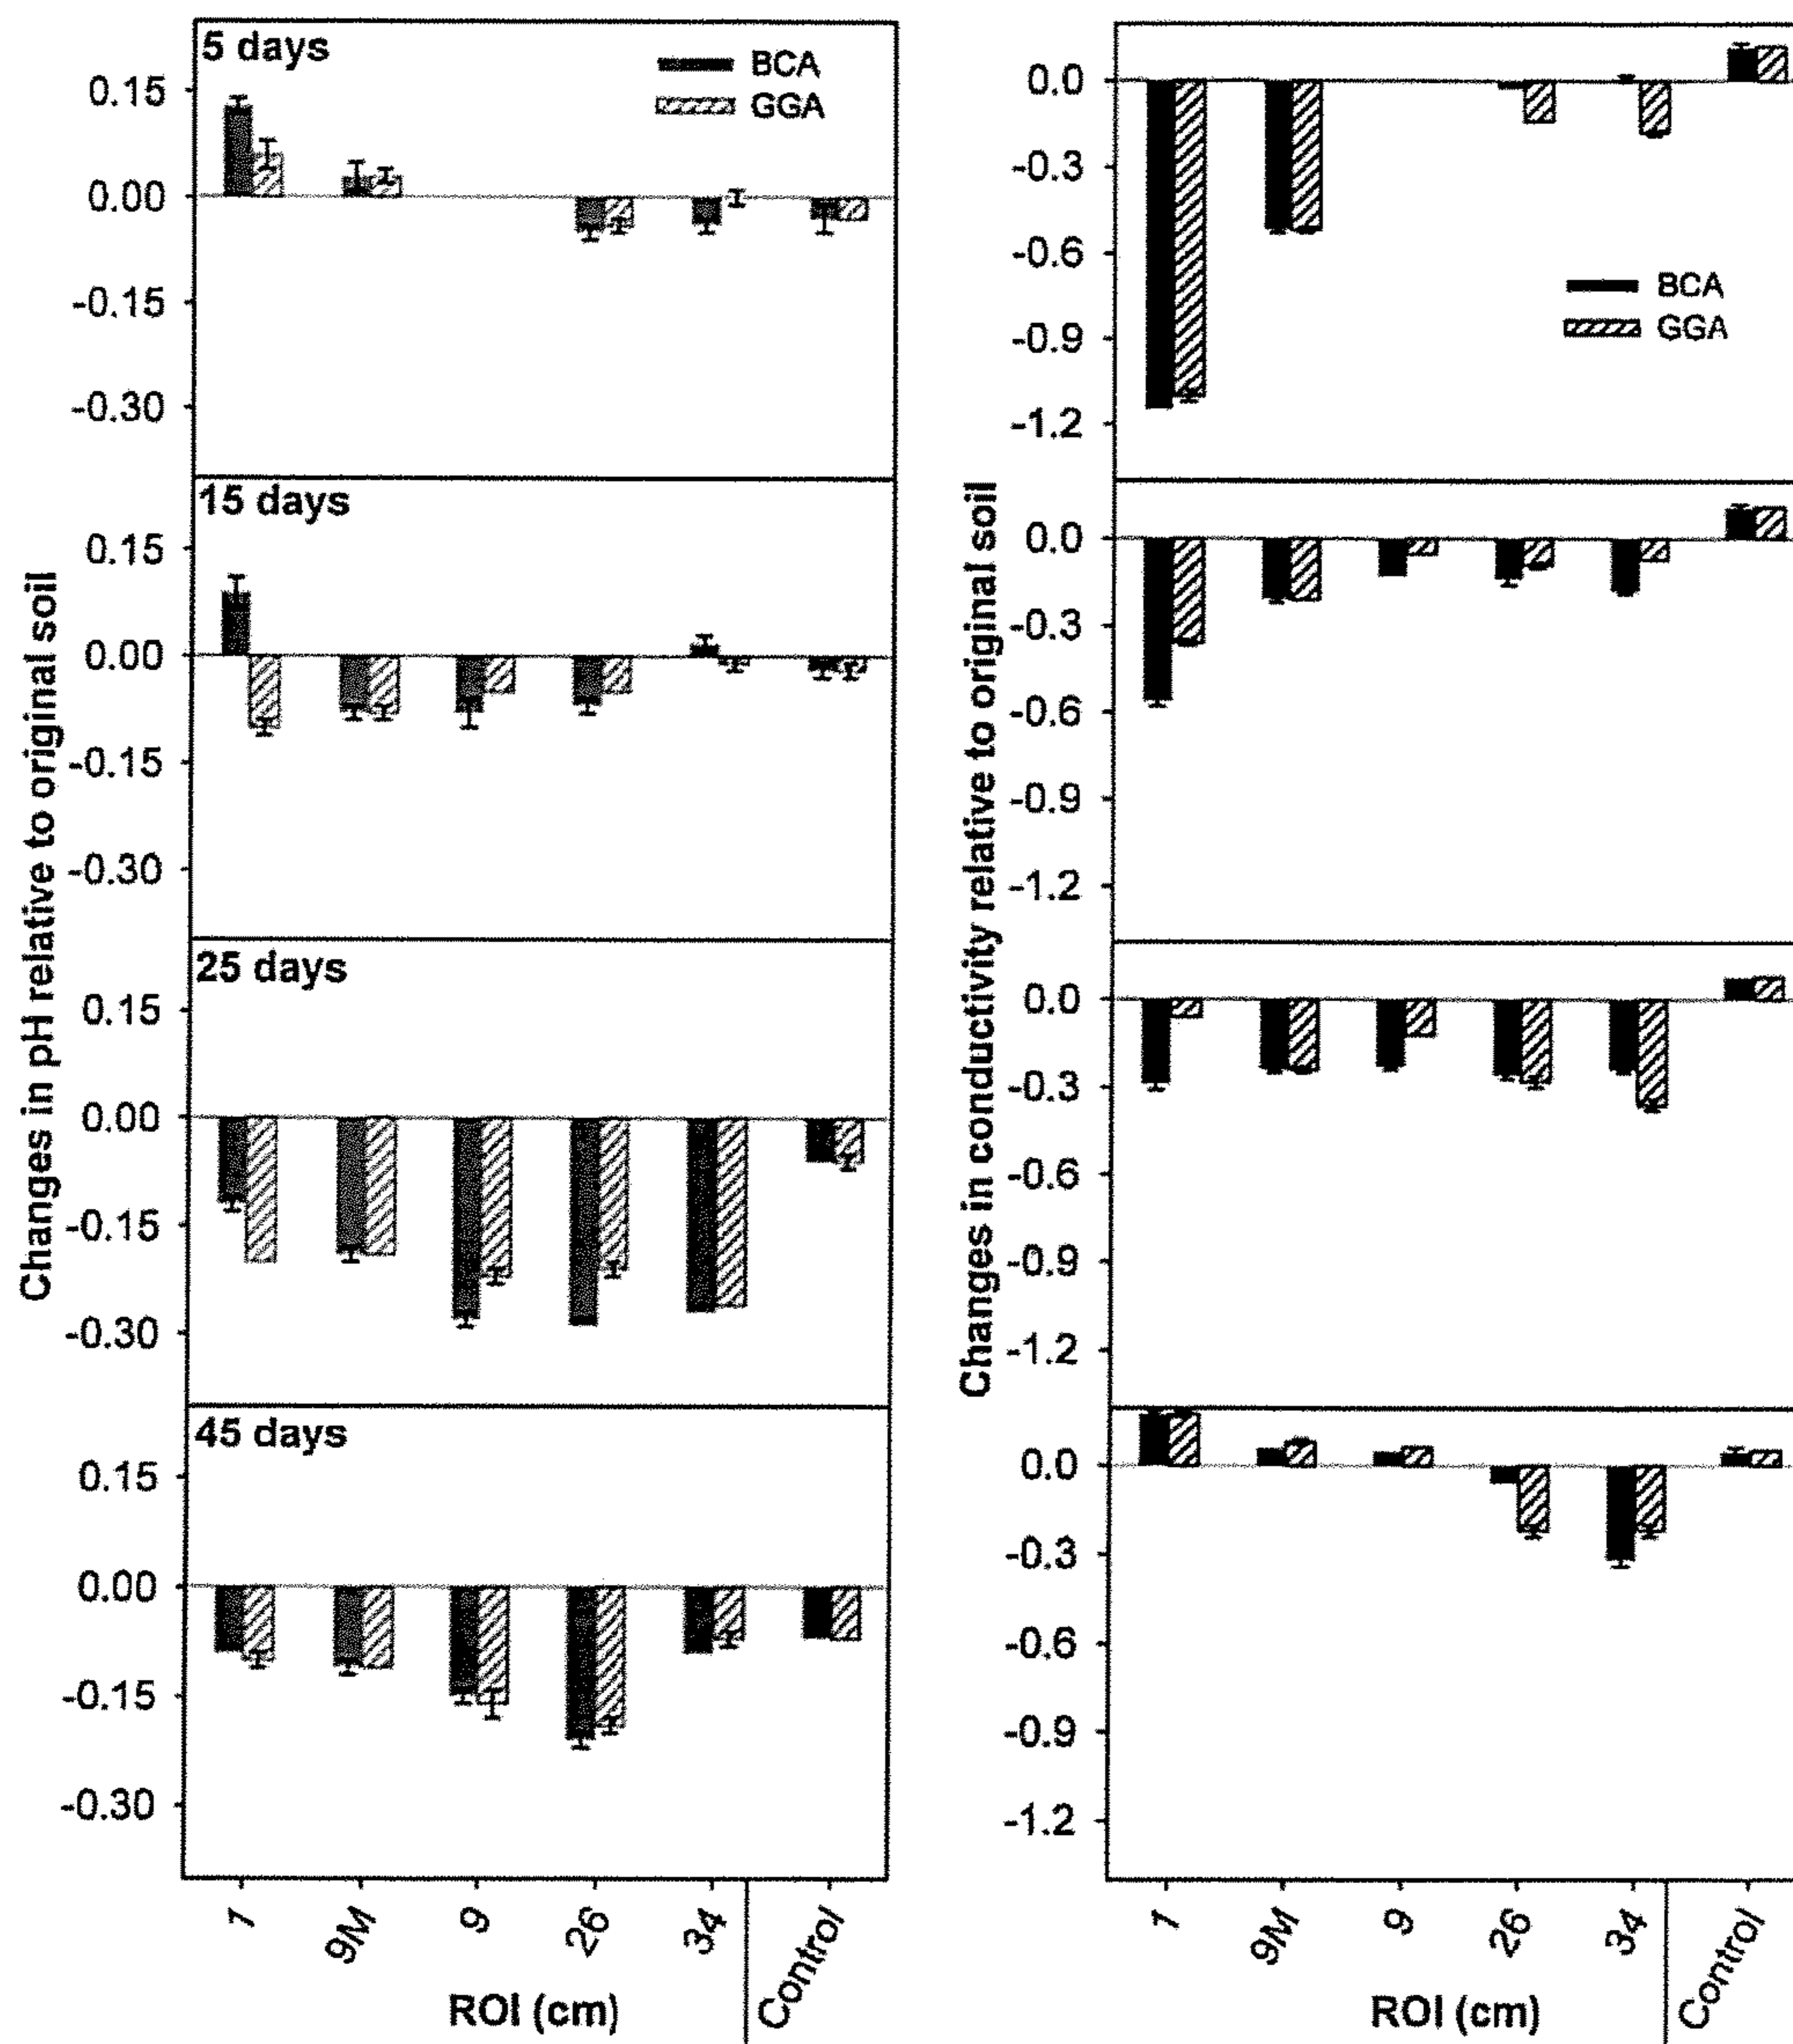 Changes in pH relative to original soil
5 days
BCA
GGA
0.15
0.00
-0.15
-0.30
15 days
0.15
0.00
-0.15
-0.30
25 days
0.15
0.00
-0.15
-0.30
45 days
0.15
0.00
-0.15
-0.30
1
9M
9
26
34
Control
ROI (cm)
Changes in conductivity relative to original soil
BCA
GGA
0.0
-0.3
-0.6
-0.9
-1.2
0.0
-0.3
-0.6
-0.9
-1.2
0.0
-0.3
-0.6
-0.9
-1.2
0.0
-0.3
-0.6
-0.9
-1.2
1
9M
9
26
34
Control
ROI (cm)